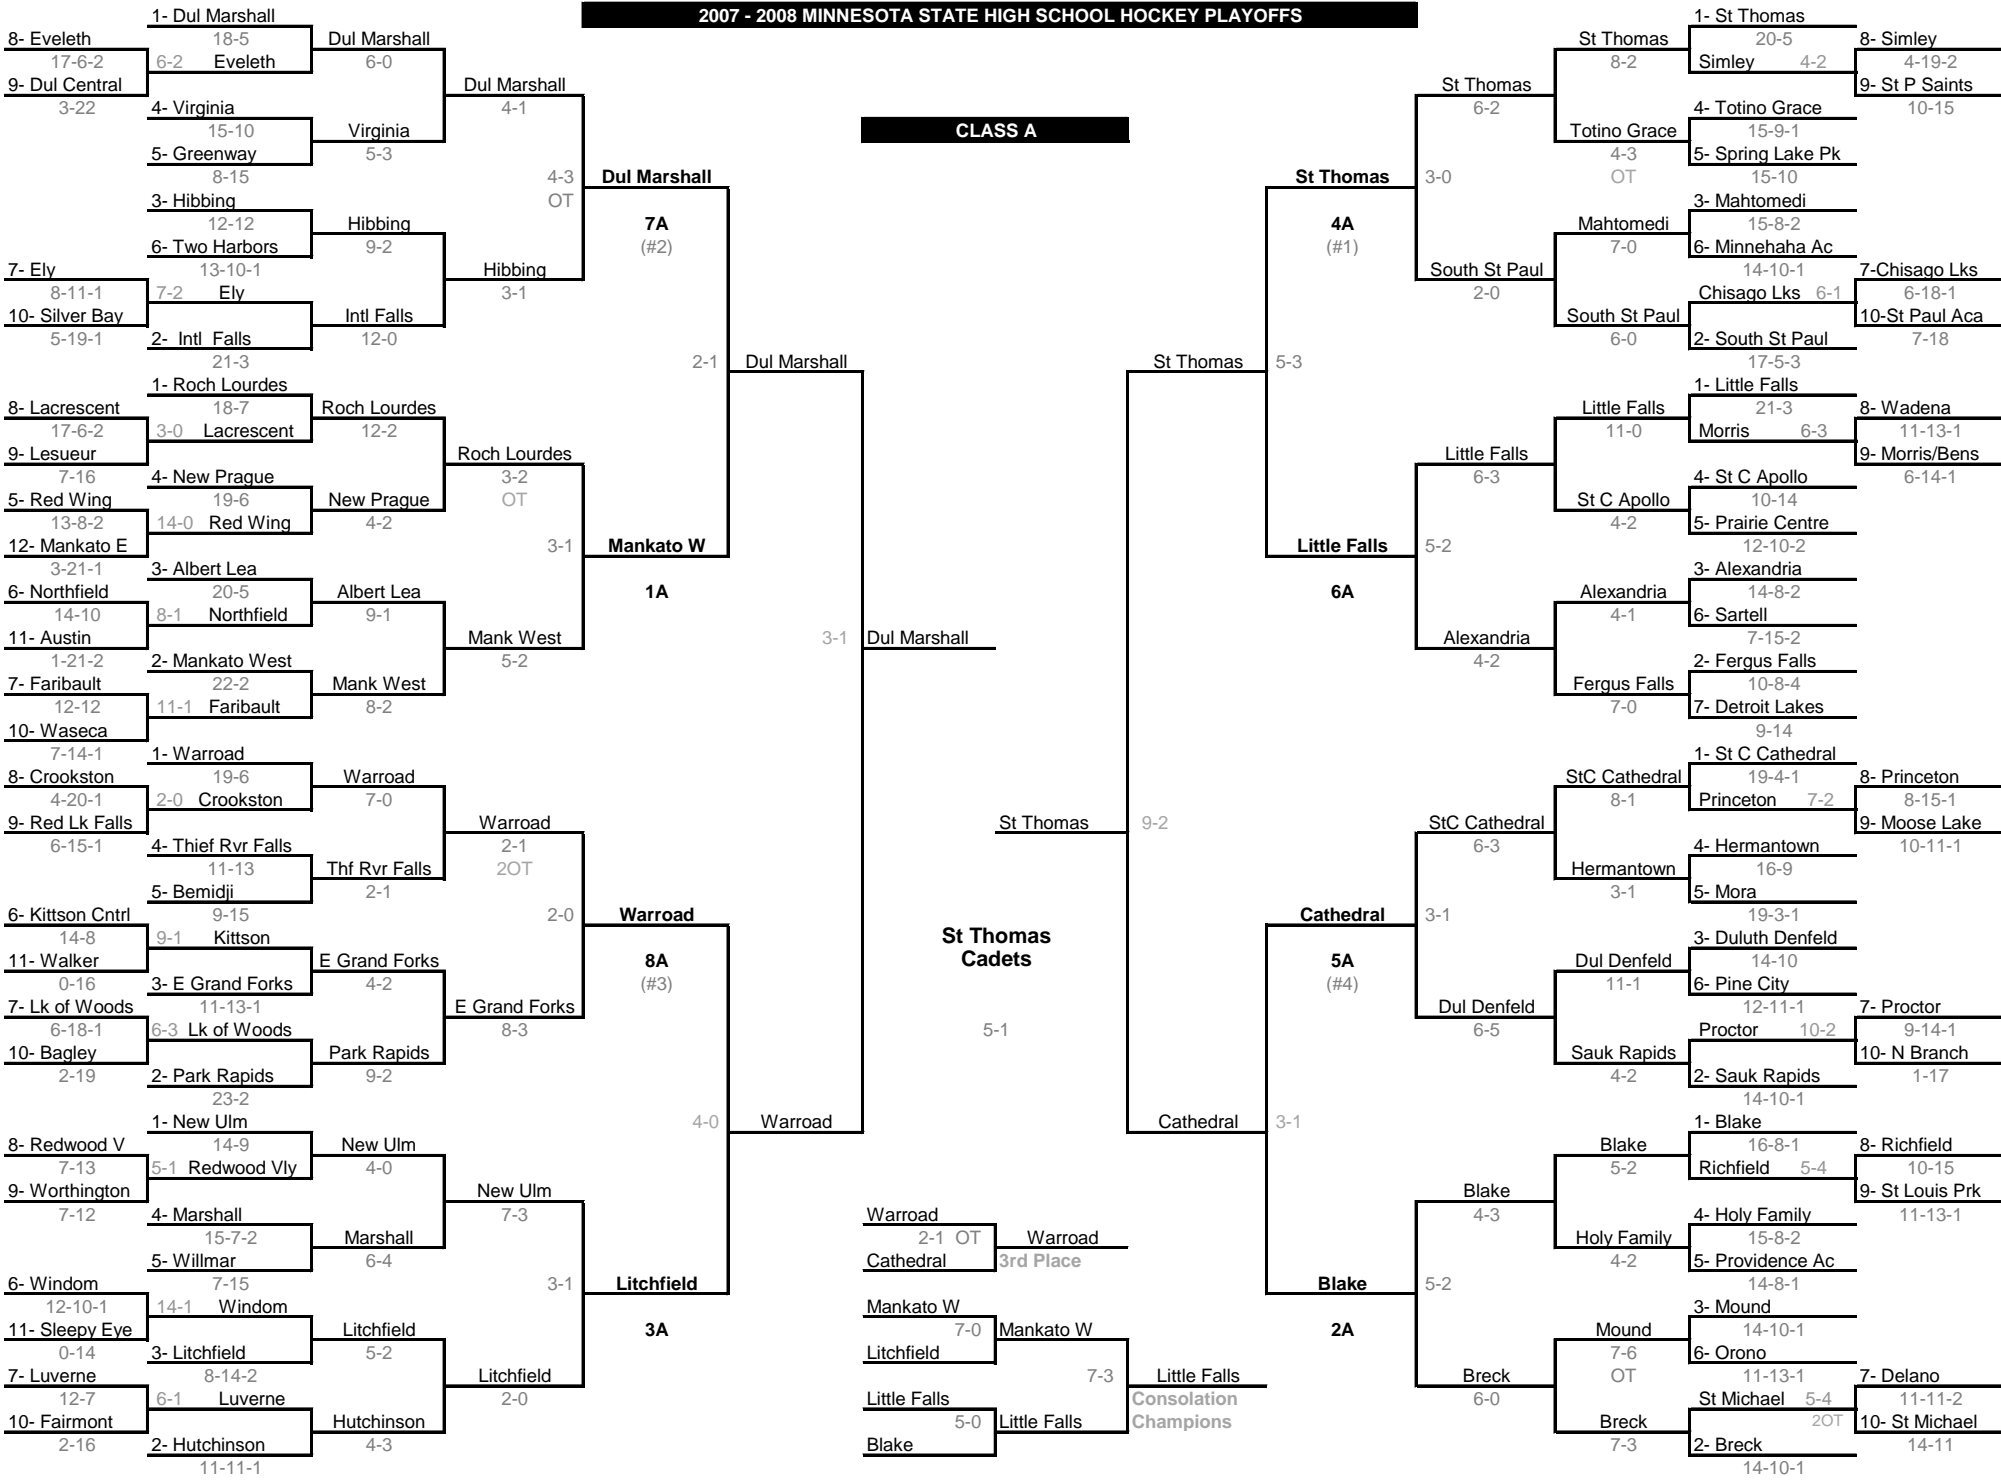 2007 - 2008 MINNESOTA STATE HIGH SCHOOL HOCKEY PLAYOFFS
CLASS A
1- Dul Marshall
18-5
8- Eveleth
17-6-2
9- Dul Central
3-22
6-2 Eveleth
Dul Marshall
6-0
4- Virginia
15-10
5- Greenway
8-15
Virginia
5-3
Dul Marshall
4-1
3- Hibbing
12-12
6- Two Harbors
13-10-1
Hibbing
9-2
7- Ely
8-11-1
10- Silver Bay
5-19-1
7-2 Ely
2- Intl Falls
21-3
Intl Falls
12-0
Hibbing
3-1
4-3
OT
Dul Marshall
7A
(#2)
1- Roch Lourdes
18-7
8- Lacrescent
17-6-2
9- Lesueur
7-16
3-0 Lacrescent
Roch Lourdes
12-2
4- New Prague
19-6
5- Red Wing
13-8-2
12- Mankato E
3-21-1
14-0 Red Wing
New Prague
4-2
Roch Lourdes
3-2
OT
3- Albert Lea
20-5
6- Northfield
14-10
11- Austin
1-21-2
8-1 Northfield
Albert Lea
9-1
2- Mankato West
22-2
7- Faribault
12-12
10- Waseca
7-14-1
11-1 Faribault
Mank West
8-2
Mank West
5-2
3-1
Mankato W
1A
2-1
Dul Marshall
1- Warroad
19-6
8- Crookston
4-20-1
9- Red Lk Falls
6-15-1
2-0 Crookston
Warroad
7-0
4- Thief Rvr Falls
11-13
5- Bemidji
9-15
Thf Rvr Falls
2-1
Warroad
2-1
2OT
6- Kittson Cntrl
14-8
11- Walker
0-16
9-1 Kittson
3- E Grand Forks
11-13-1
E Grand Forks
4-2
7- Lk of Woods
6-18-1
10- Bagley
2-19
6-3 Lk of Woods
2- Park Rapids
23-2
Park Rapids
9-2
E Grand Forks
8-3
2-0
Warroad
8A
(#3)
1- New Ulm
14-9
8- Redwood V
7-13
9- Worthington
7-12
5-1 Redwood Vly
New Ulm
4-0
4- Marshall
15-7-2
5- Willmar
7-15
Marshall
6-4
New Ulm
7-3
6- Windom
12-10-1
11- Sleepy Eye
0-14
14-1 Windom
3- Litchfield
8-14-2
Litchfield
5-2
7- Luverne
12-7
10- Fairmont
2-16
6-1 Luverne
2- Hutchinson
11-11-1
Hutchinson
4-3
Litchfield
2-0
3-1
Litchfield
3A
4-0
Warroad
3-1
Dul Marshall
St Thomas
9-2
St Thomas
Cadets
5-1
Warroad
2-1 OT
Cathedral
Warroad
3rd Place
Mankato W
7-0
Litchfield
Mankato W
Little Falls
5-0
Blake
Little Falls
7-3
Little Falls
Consolation
Champions
1- St Thomas
20-5
8- Simley
4-19-2
9- St P Saints
10-15
Simley 4-2
St Thomas
8-2
4- Totino Grace
15-9-1
5- Spring Lake Pk
15-10
Totino Grace
4-3
OT
St Thomas
6-2
3- Mahtomedi
15-8-2
6- Minnehaha Ac
14-10-1
Mahtomedi
7-0
7-Chisago Lks
6-18-1
10-St Paul Aca
7-18
Chisago Lks 6-1
2- South St Paul
17-5-3
South St Paul
6-0
South St Paul
2-0
3-0
St Thomas
4A
(#1)
1- Little Falls
21-3
8- Wadena
11-13-1
9- Morris/Bens
6-14-1
Morris 6-3
Little Falls
11-0
4- St C Apollo
10-14
5- Prairie Centre
12-10-2
St C Apollo
4-2
Little Falls
6-3
3- Alexandria
14-8-2
6- Sartell
7-15-2
Alexandria
4-1
2- Fergus Falls
10-8-4
7- Detroit Lakes
9-14
Fergus Falls
7-0
Alexandria
4-2
5-2
Little Falls
6A
5-3
St Thomas
1- St C Cathedral
19-4-1
8- Princeton
8-15-1
9- Moose Lake
10-11-1
Princeton 7-2
StC Cathedral
8-1
4- Hermantown
16-9
5- Mora
19-3-1
Hermantown
3-1
StC Cathedral
6-3
3- Duluth Denfeld
14-10
6- Pine City
12-11-1
Dul Denfeld
11-1
7- Proctor
9-14-1
10- N Branch
1-17
Proctor 10-2
2- Sauk Rapids
14-10-1
Sauk Rapids
4-2
Dul Denfeld
6-5
3-1
Cathedral
5A
(#4)
1- Blake
16-8-1
8- Richfield
10-15
9- St Louis Prk
11-13-1
Richfield 5-4
Blake
5-2
4- Holy Family
15-8-2
5- Providence Ac
14-8-1
Holy Family
4-2
Blake
4-3
3- Mound
14-10-1
6- Orono
11-13-1
Mound
7-6
OT
7- Delano
11-11-2
10- St Michael
14-11
St Michael 5-4
2OT
2- Breck
14-10-1
Breck
7-3
Breck
6-0
5-2
Blake
2A
3-1
Cathedral